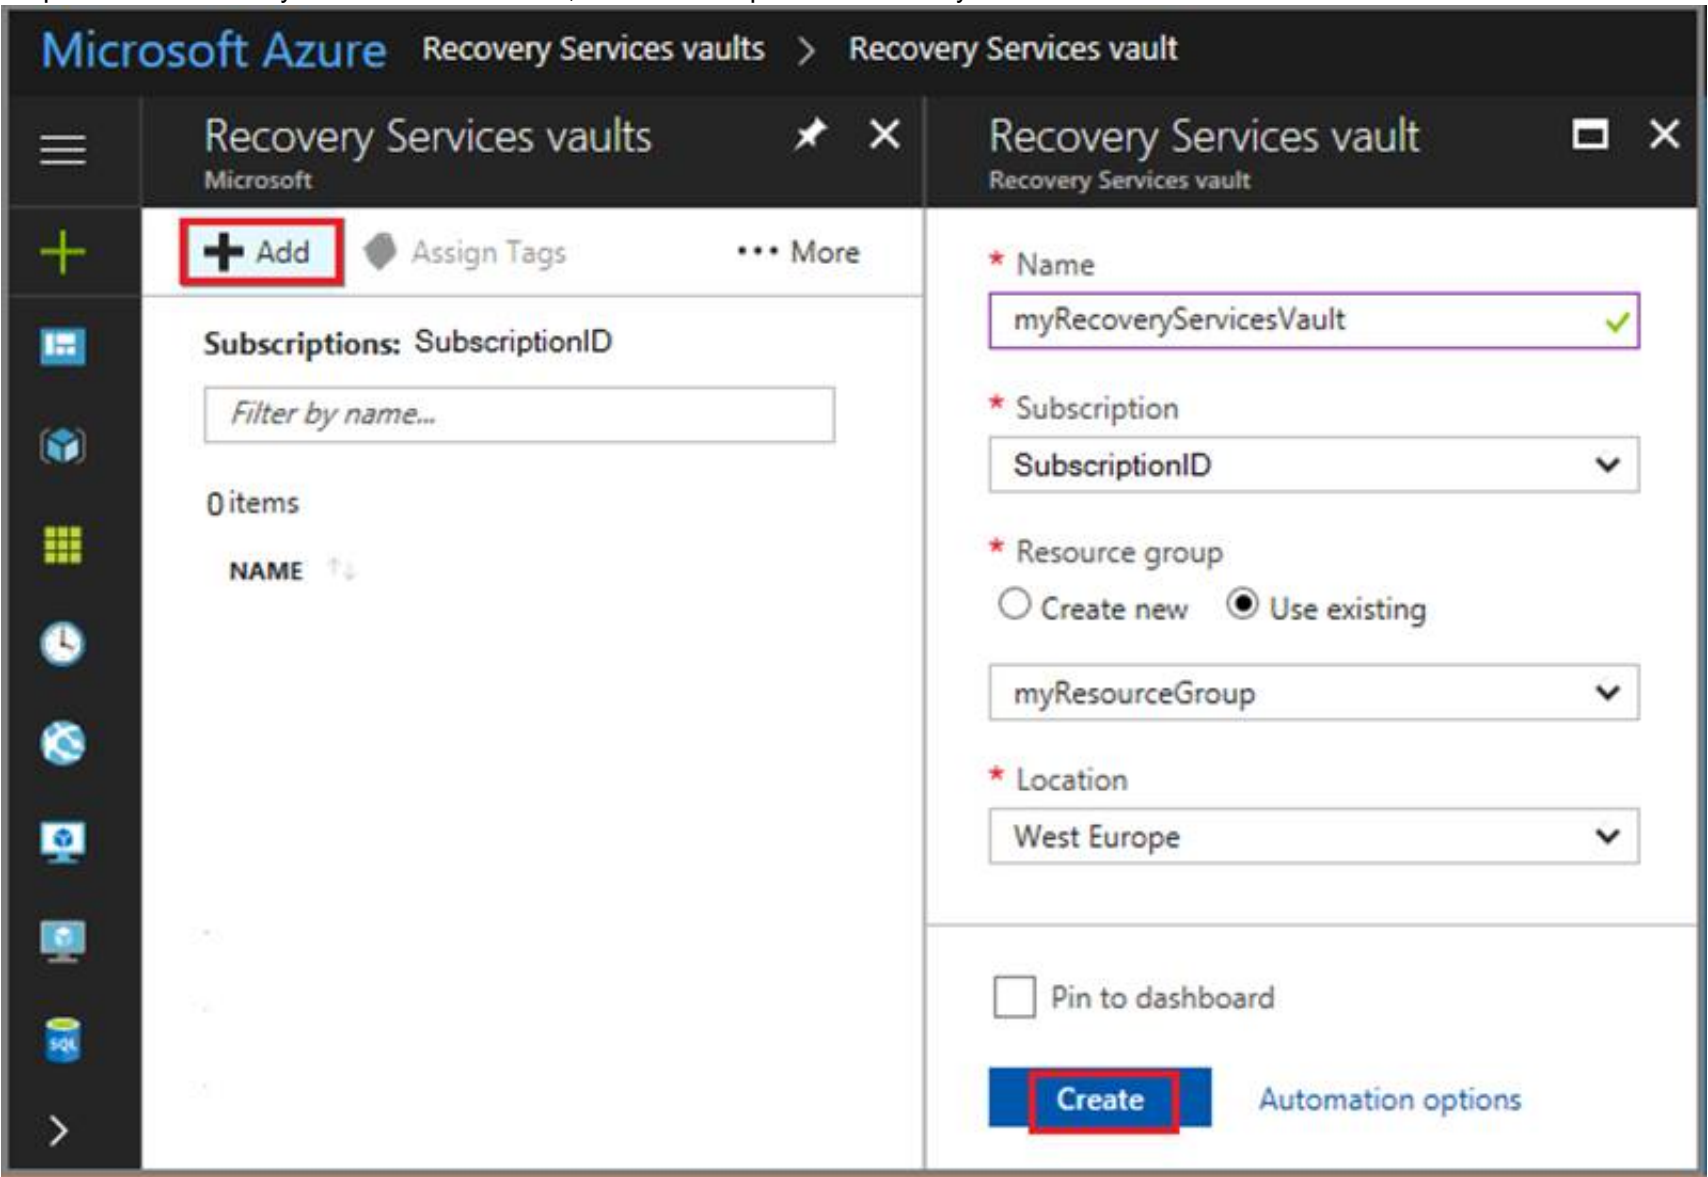 Microsoft Azure Recovery Services vaults > Recovery Services vault
Recovery Services vaults
Microsoft
Add Assign Tags ••• More
Subscriptions: SubscriptionID
Filter by name...
0 items
NAME ↑↓
Recovery Services vault
Recovery Services vault
* Name
myRecoveryServicesVault
* Subscription
SubscriptionID
* Resource group
Create new Use existing
myResourceGroup
* Location
West Europe
Pin to dashboard
Create Automation options
SQL